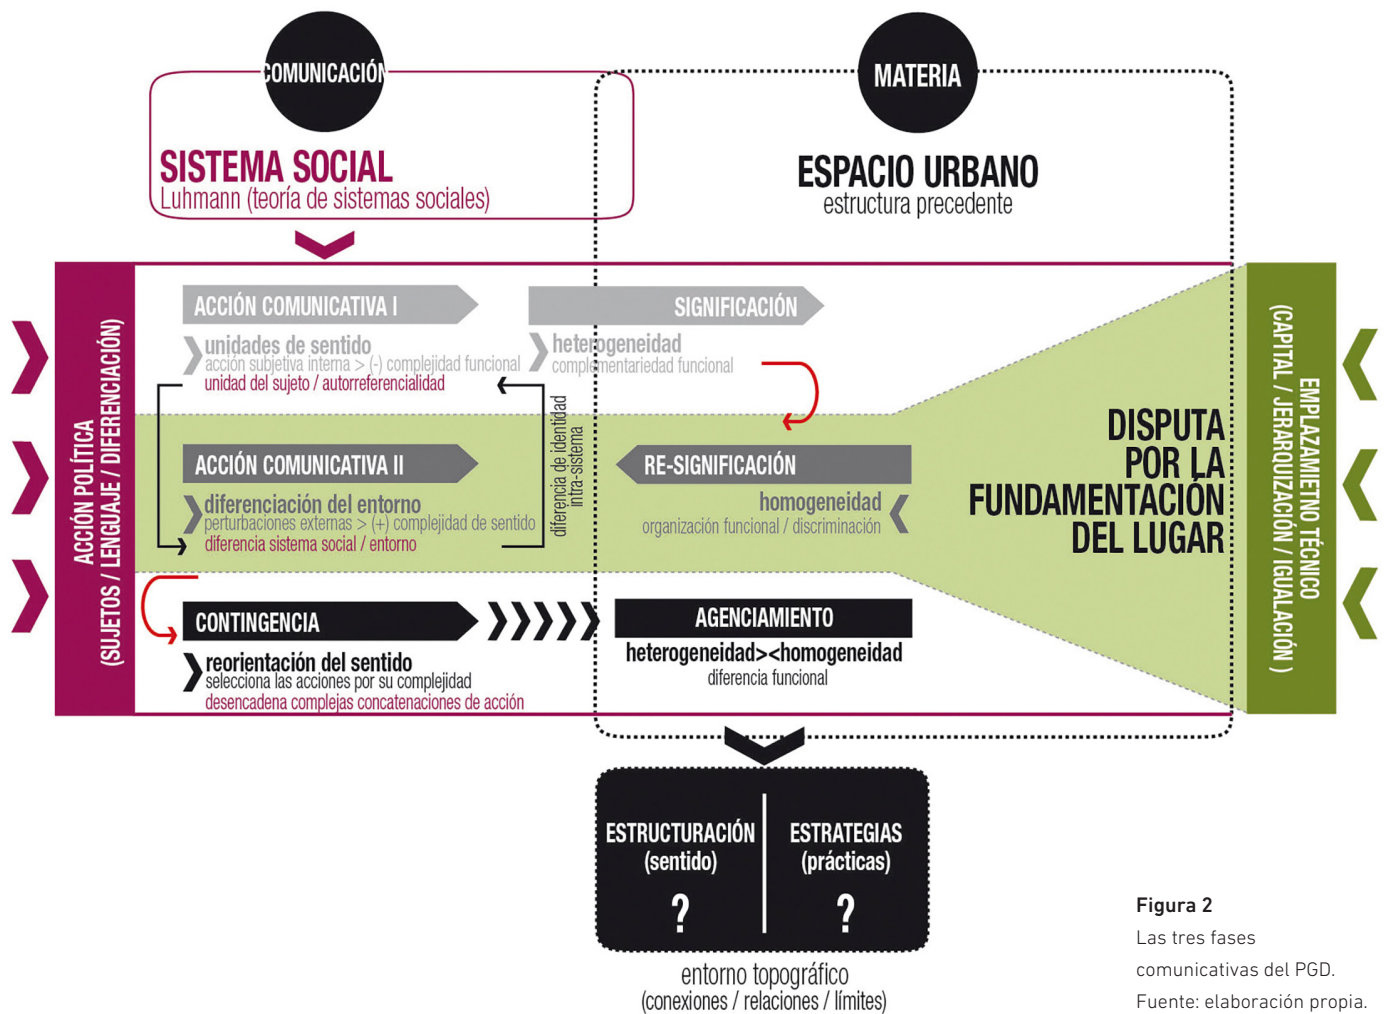 COMUNICACIÓN
MATERIA
SISTEMA SOCIAL
Luhmann (teoría de sistemas sociales)
ESPACIO URBANO
estructura precedente
ACCIÓN POLÍTICA
(SUJETOS / LENGUAJE / DIFERENCIACIÓN)
ACCIÓN COMUNICATIVA I
unidades de sentido
acción subjetiva interna > (-) complejidad funcional
unidad del sujeto / autorreferencialidad
SIGNIFICACIÓN
heterogeneidad
complementariedad funcional
ACCIÓN COMUNICATIVA II
diferenciación del entorno
perturbaciones externas > (+) complejidad de sentido
diferencia sistema social / entorno
diferencia de identidad
intra-sistema
RE-SIGNIFICACIÓN
homogeneidad
organización funcional / discriminación
CONTINGENCIA
reorientación del sentido
selecciona las acciones por su complejidad
desencadena complejas concatenaciones de acción
AGENCIAMIENTO
heterogeneidad><homogeneidad
diferencia funcional
DISPUTA
POR LA
FUNDAMENTACIÓN
DEL LUGAR
EMPLAZAMIETNO TÉCNICO
(CAPITAL / JERARQUIZACIÓN / IGUALACIÓN )
ESTRUCTURACIÓN
(sentido)
?
ESTRATEGIAS
(prácticas)
?
entorno topográfico
(conexiones / relaciones / límites)
Figura 2
Las tres fases
comunicativas del PGD.
Fuente: elaboración propia.